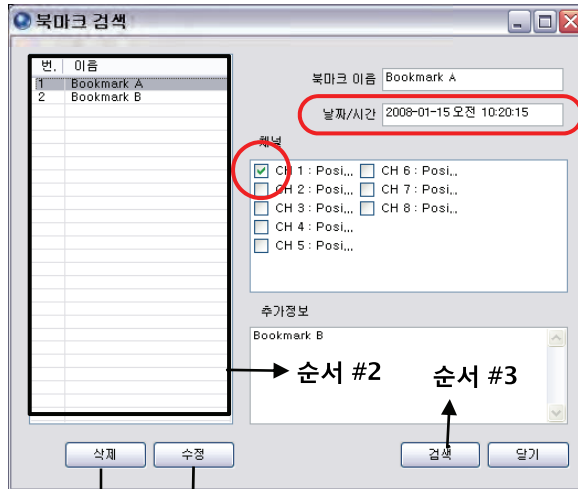 북마크 검색
번, 이름
1 Bookmark A
2 Bookmark B
북마크 이름 Bookmark A
날짜/시간 2008-01-15 오전 10:20:15
채널
CH 1 : Posi,,, CH 6 : Posi,,
CH 2 : Posi,,, CH 7 : Posi,,
CH 3 : Posi,,, CH 8 : Posi,,
CH 4 : Posi,,,
CH 5 : Posi,,,
추가정보
Bookmark B
순서 #2
순서 #3
삭제 수정 검색 닫기